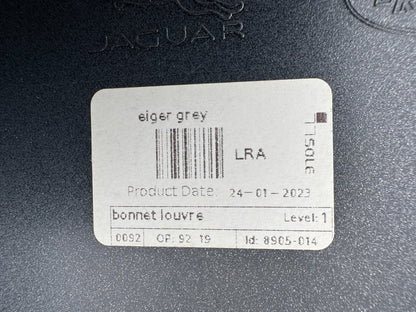 JAGUAR
eiger grey
LRA
Product Date: 24-01-2023
bonnet louvre Level: 1
0092 OP: 92 19 Id: 8905-014